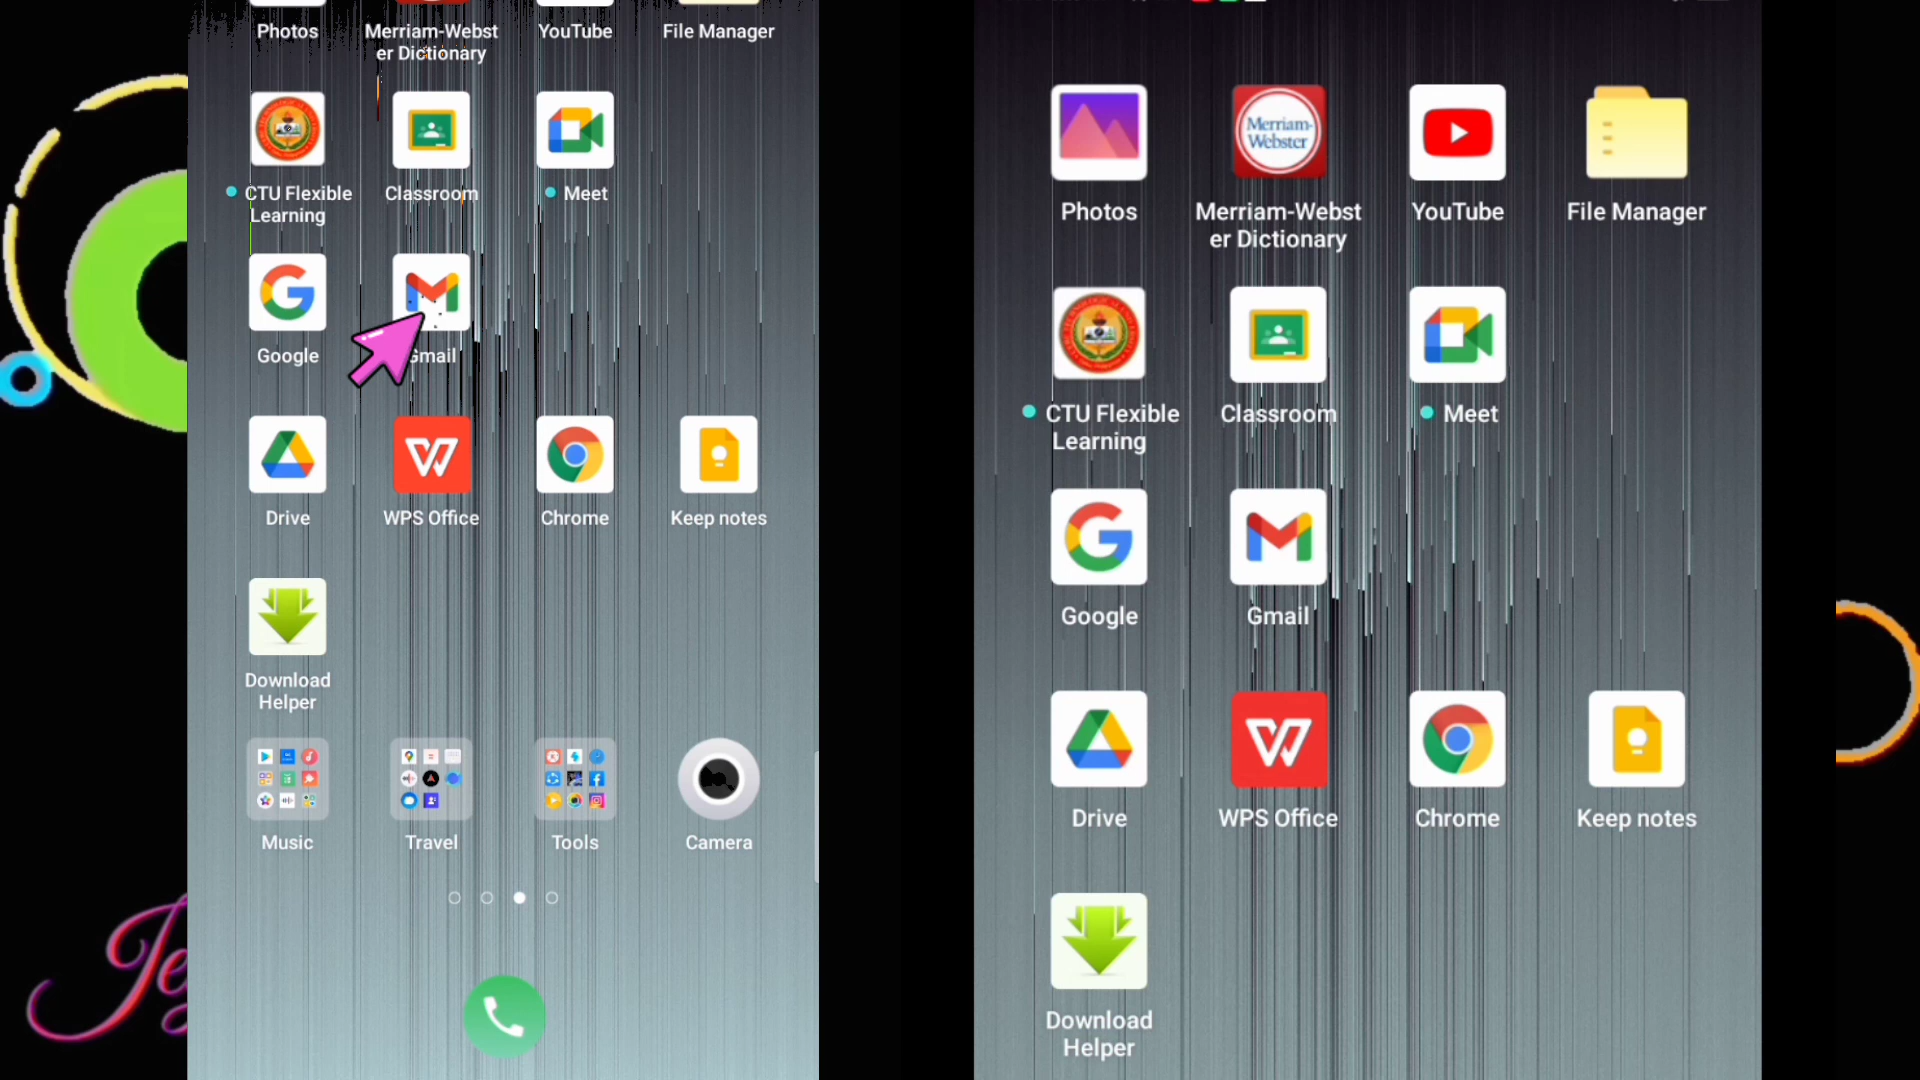 Photos
Merriam-Webst
er Dictionary
YouTube
File Manager
CTU Flexible
Learning
Classroom
Meet
Google
Gmail
Drive
WPS Office
Chrome
Keep notes
Download
Helper
Music
Travel
Tools
Camera
Merriam-
Webster
Photos
Merriam-Webst
er Dictionary
YouTube
File Manager
CTU Flexible
Learning
Classroom
Meet
Google
Gmail
Drive
WPS Office
Chrome
Keep notes
Download
Helper
Je